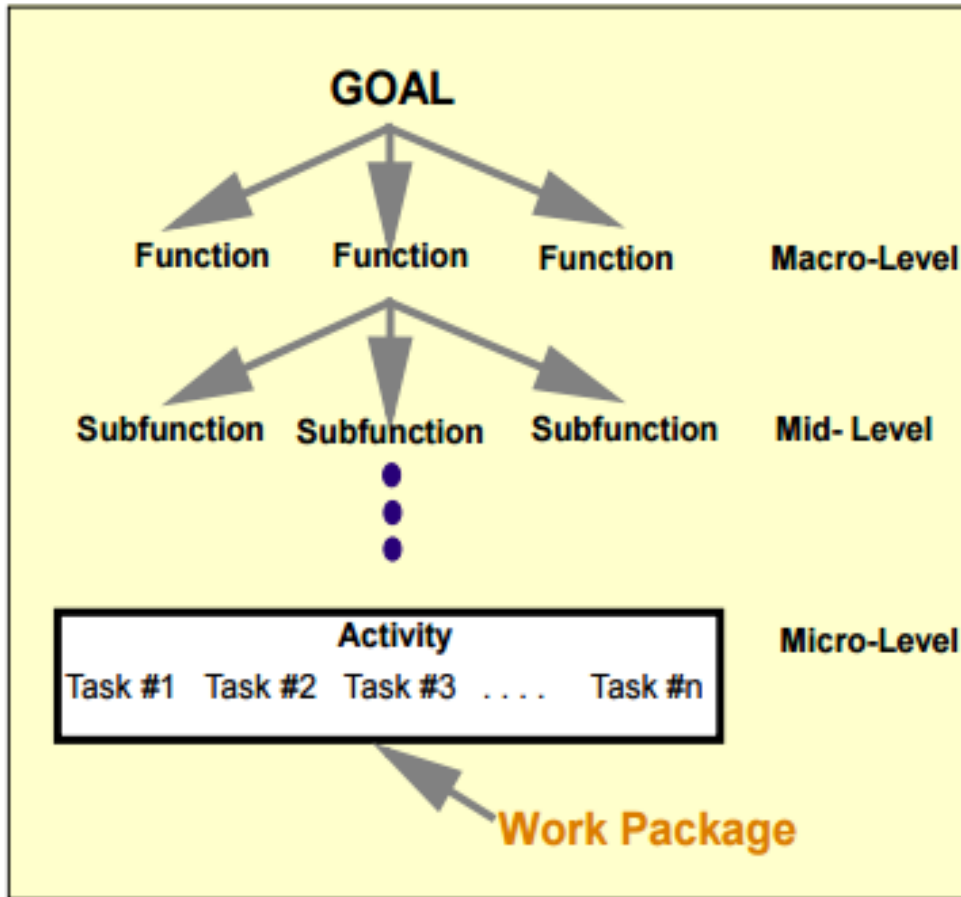 GOAL
Function Function Function Macro-Level
Subfunction Subfunction Subfunction Mid- Level
Activity Micro-Level
Task #1 Task #2 Task #3 . . . . Task #n
Work Package